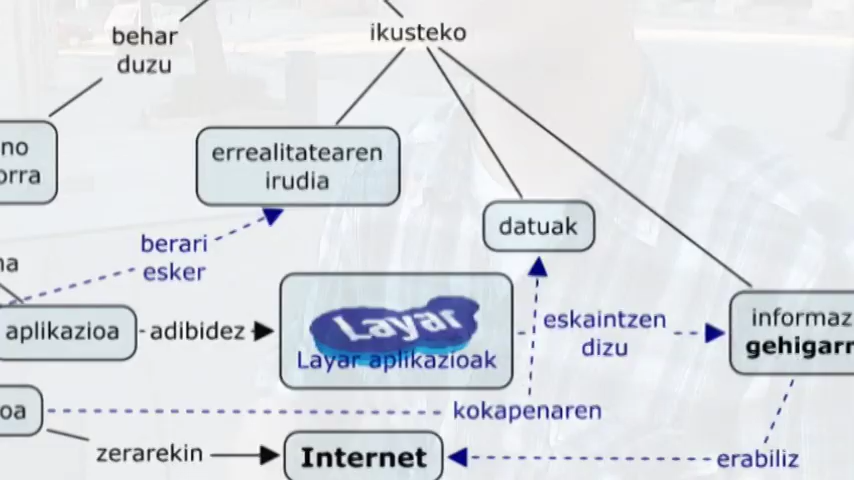 behar
duzu
ikusteko
no
orra
errealitatearen
irudia
datuak
berari
esker
na
aplikazioa
adibidez
Layar
Layar aplikazioak
eskaintzen
dizu
informaz
gehigarr
oa
kokapenaren
zerarekin
Internet
erabiliz